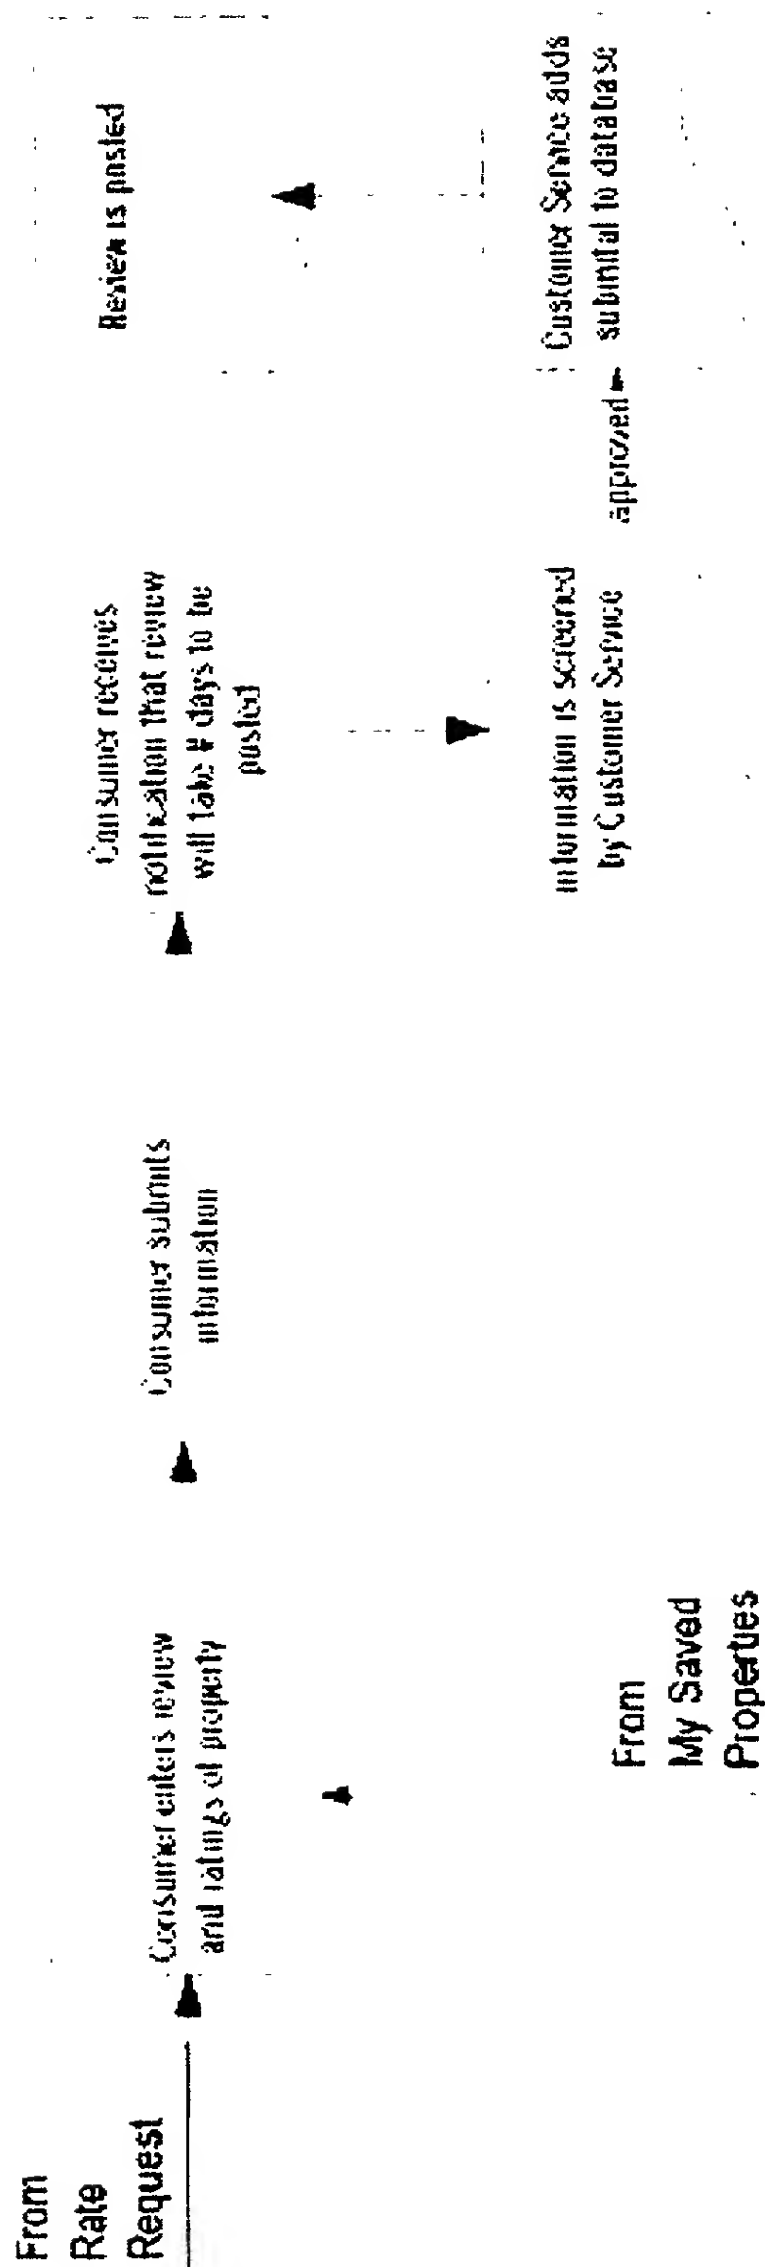 From
Rate
Request
Consumer enters review
and ratings of property
From
My Saved
Properties
Consumer submits
information
Consumer receives
notification that review
will take # days to be
posted
Information is screened
by Customer Service
approved
Customer Service adds
submital to database
Review is posted